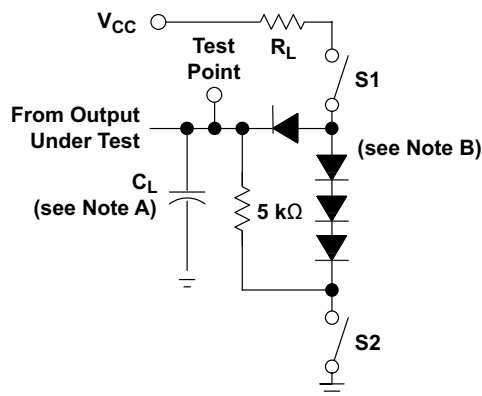 VCC
RL
S1
Test
Point
From Output
Under Test
(see Note B)
CL
(see Note A)
5 kΩ
S2